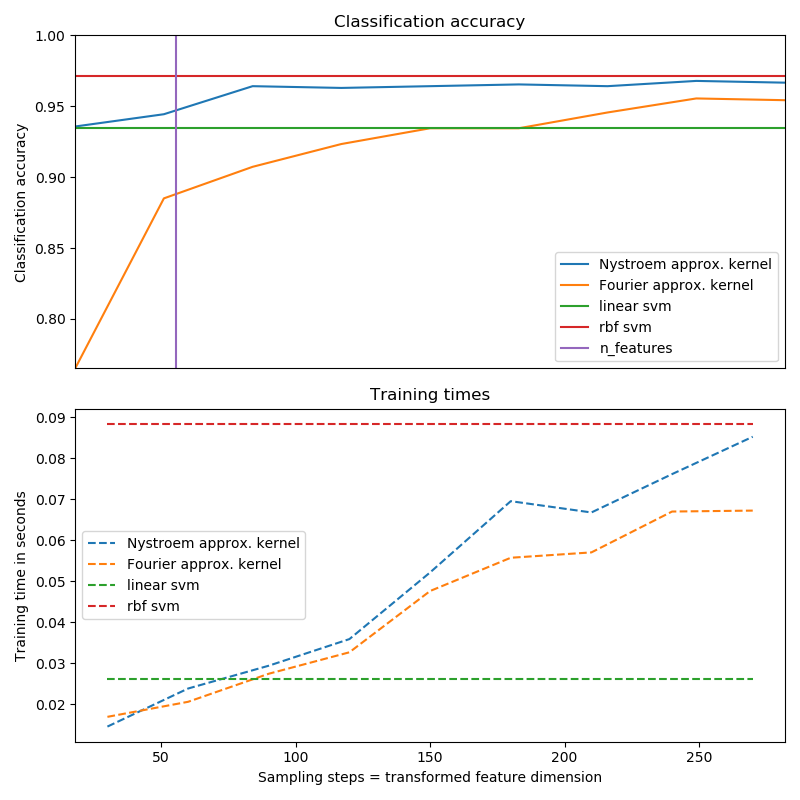 Classification accuracy
1.00
0.95
0.90
0.85
0.80
Classification accuracy
Nystroem approx. kernel
Fourier approx. kernel
linear svm
rbf svm
n_features
Training times
0.09
0.08
0.07
0.06
0.05
0.04
0.03
0.02
Training time in seconds
Nystroem approx. kernel
Fourier approx. kernel
linear svm
rbf svm
50 100 150 200 250
Sampling steps = transformed feature dimension